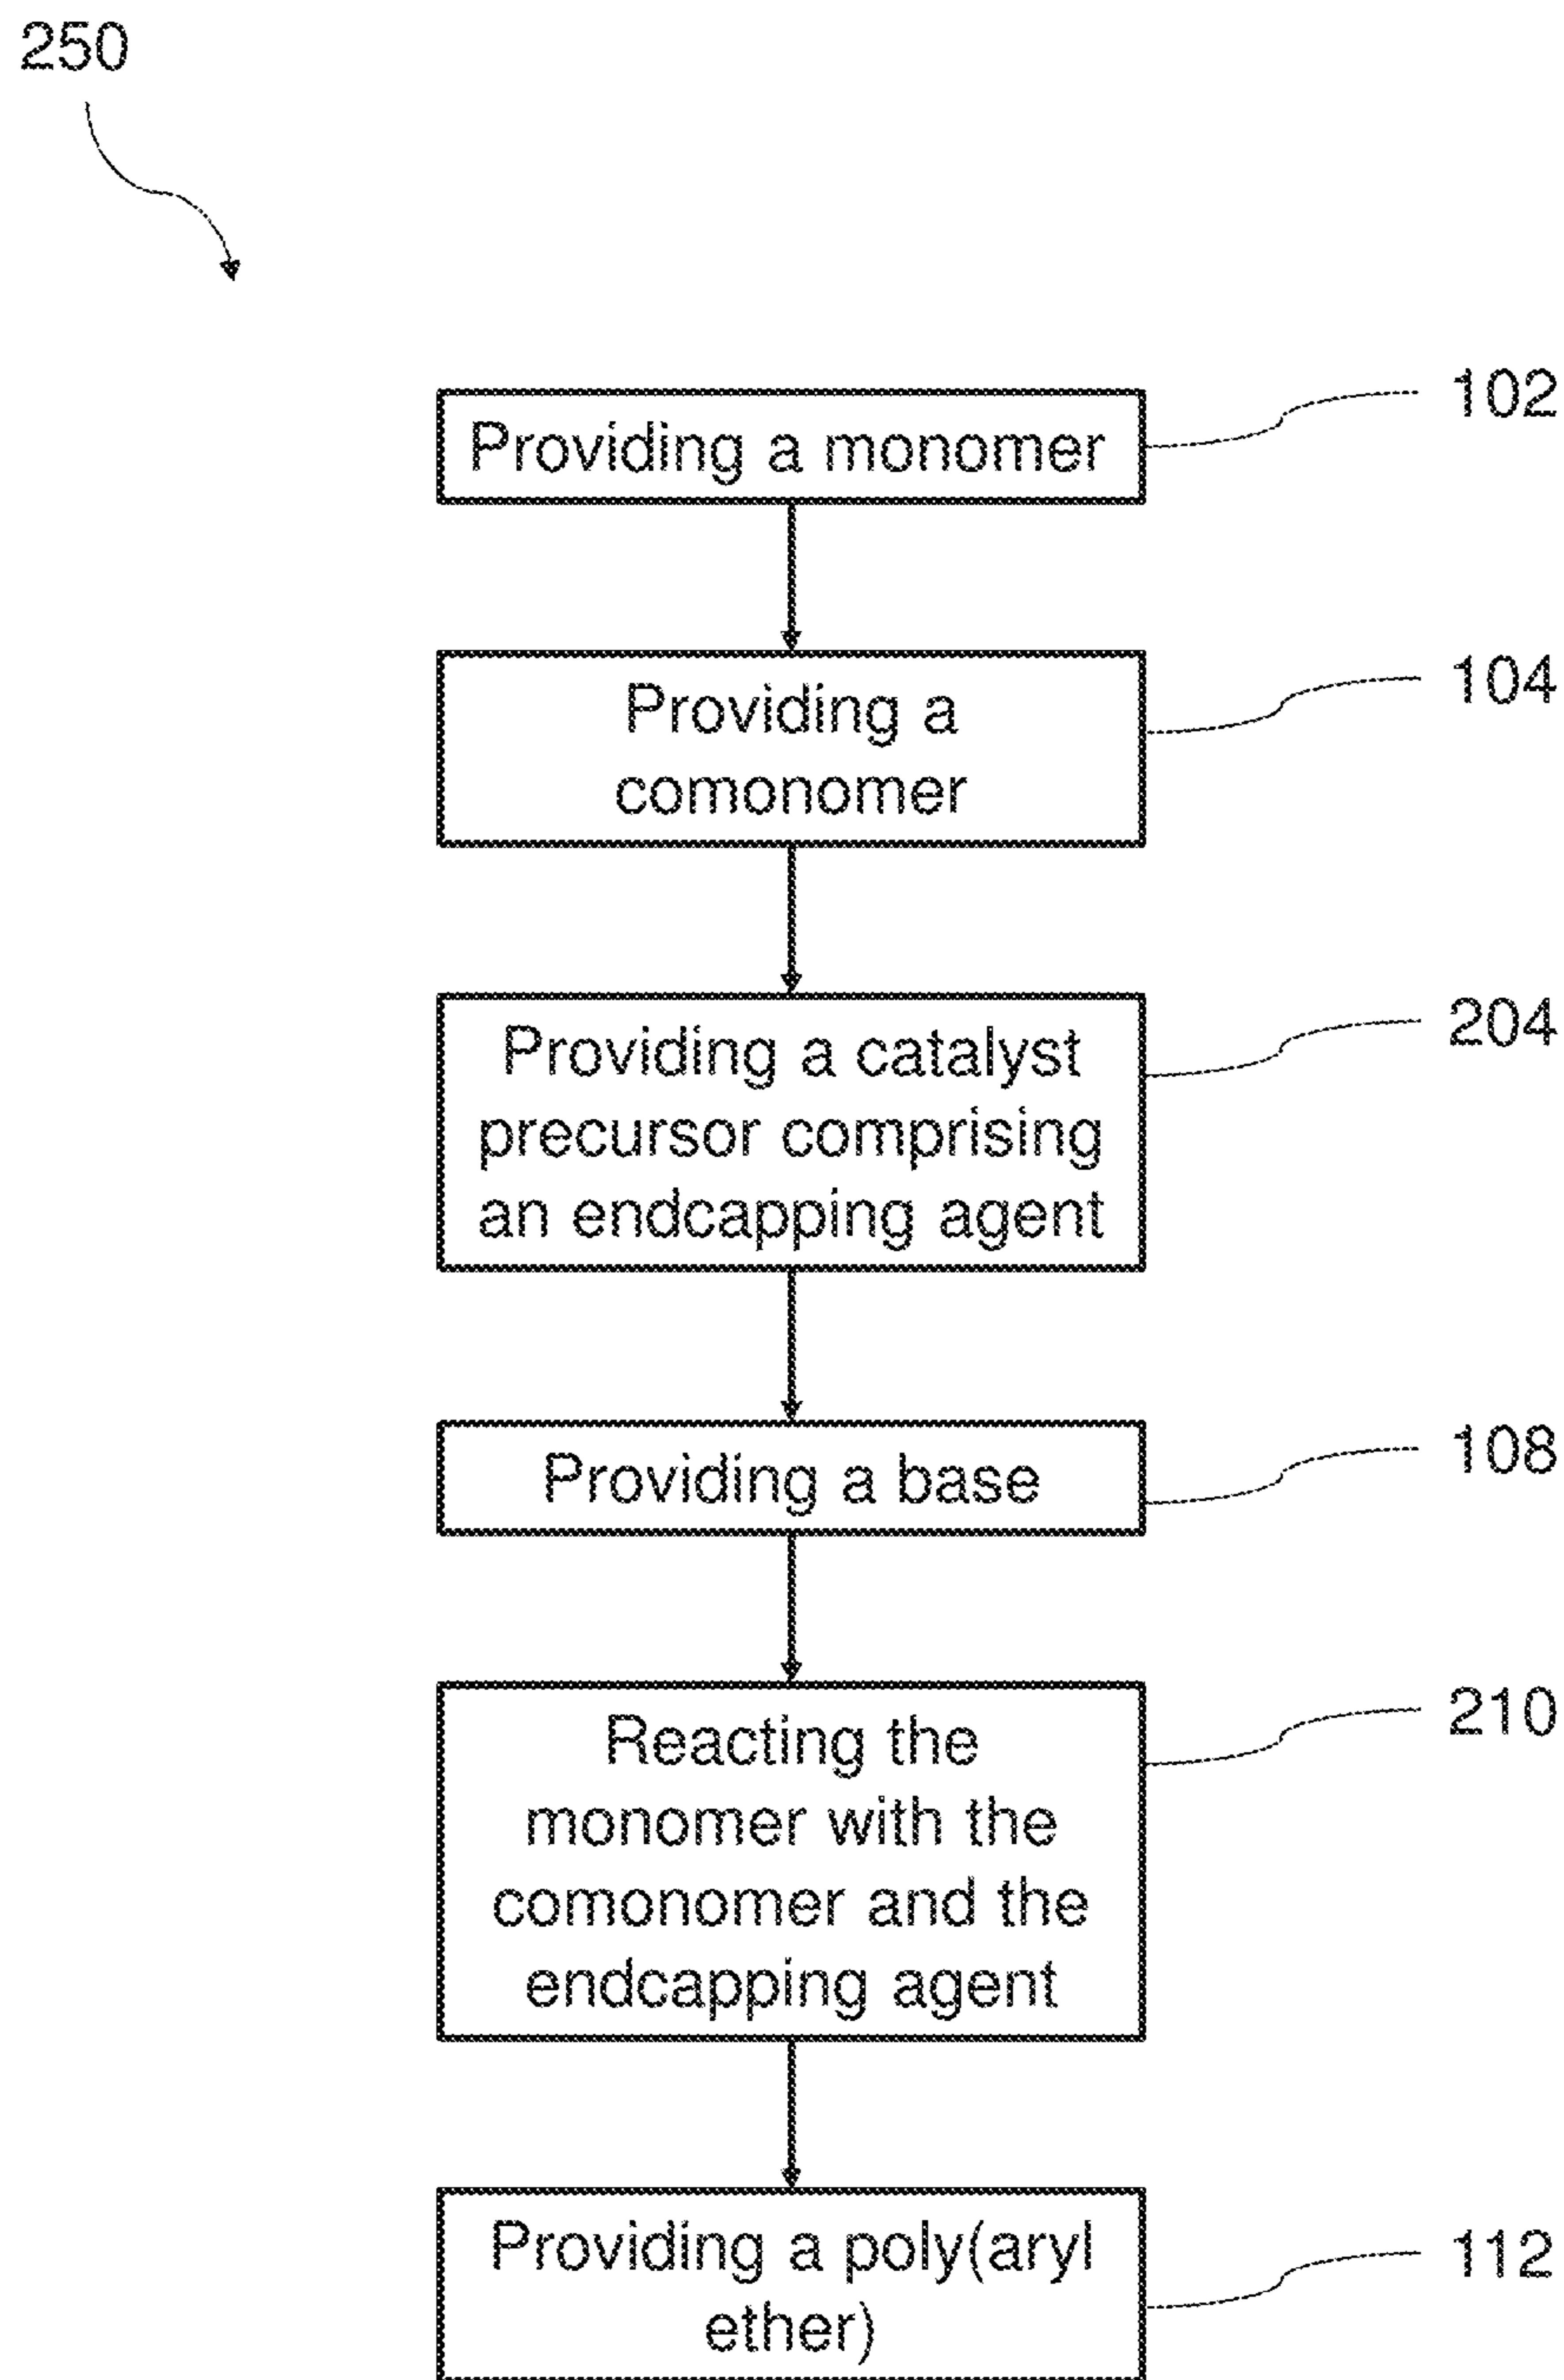 250
102
Providing a monomer
104
Providing a
comonomer
204
Providing a catalyst
precursor comprising
an endcapping agent
108
Providing a base
210
Reacting the
monomer with the
comonomer and the
endcapping agent
112
Providing a poly(aryl
ether)